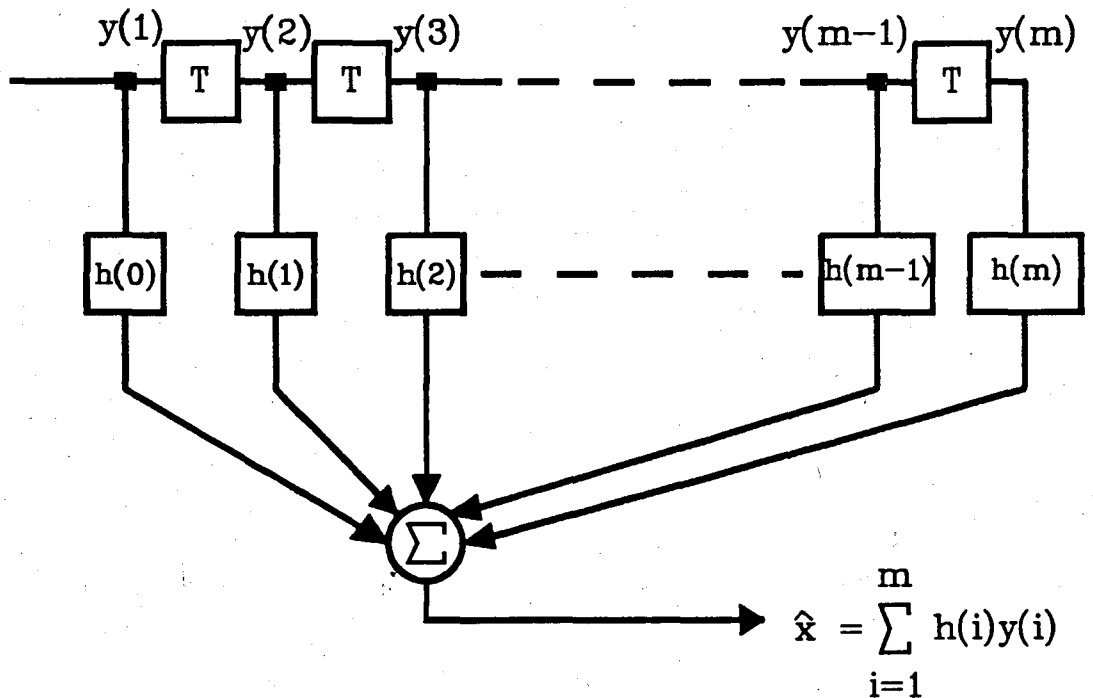 y(1) y(2) y(3) y(m-1) y(m)
T T T
h(0) h(1) h(2) h(m-1) h(m)
Σ
m
x̂ = ∑ h(i)y(i)
i=1